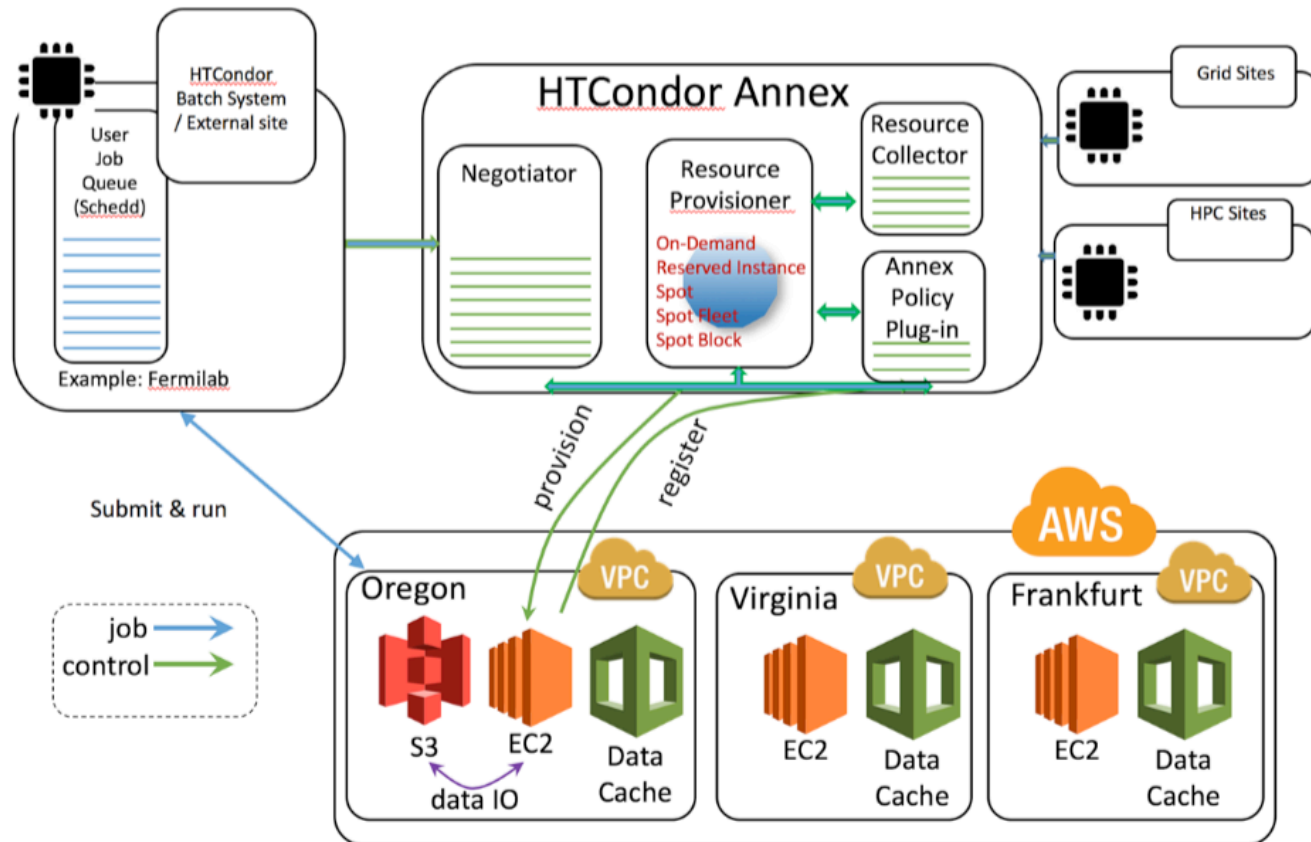 HTCondor
Batch System
/ External site
User
Job
Queue
(Schedd)
Example: Fermilab
HTCondor Annex
Negotiator
Resource
Provisioner
On-Demand
Reserved Instance
Spot
Spot Fleet
Spot Block
Resource
Collector
Annex
Policy
Plug-in
Grid Sites
HPC Sites
provision
register
Submit & run
job
control
AWS
Oregon
VPC
S3
EC2
Data
Cache
data IO
Virginia
VPC
EC2
Data
Cache
Frankfurt
VPC
EC2
Data
Cache